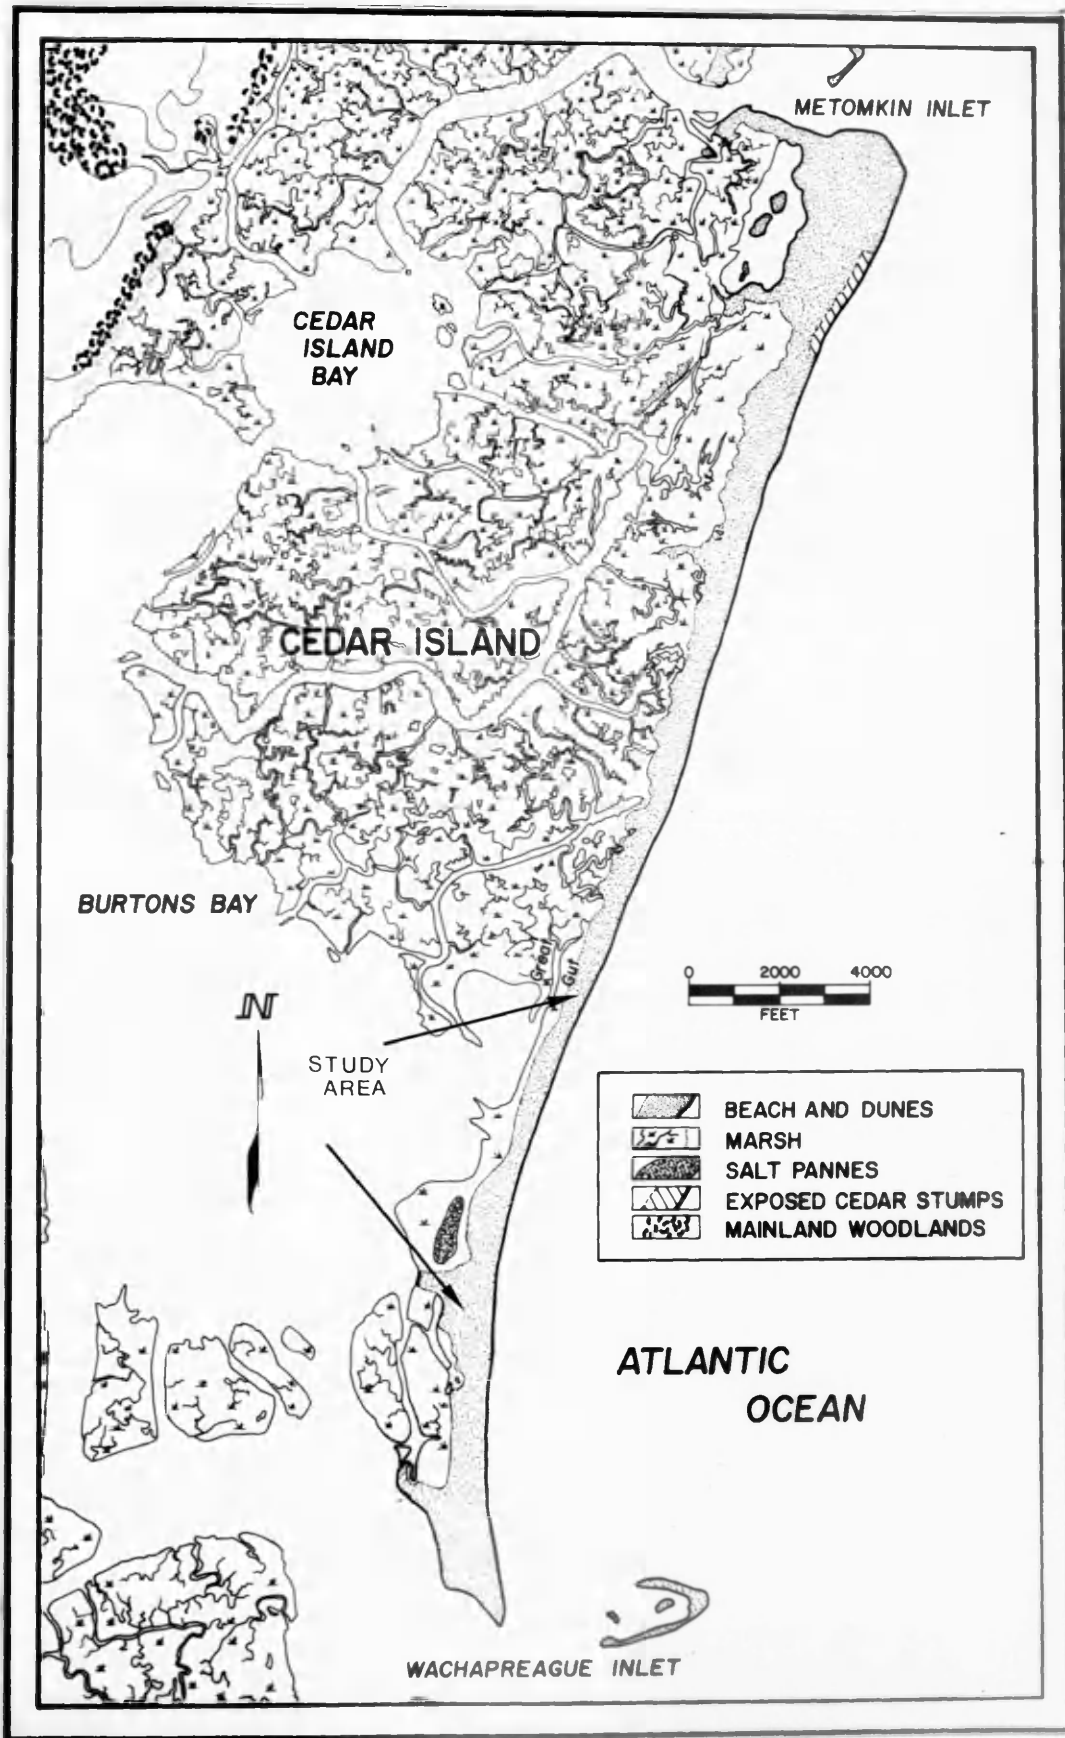 METOMKIN INLET
CEDAR
ISLAND
BAY
CEDAR ISLAND
BURTONS BAY
Great
Gut
0 2000 4000
FEET
N
STUDY
AREA
BEACH AND DUNES
MARSH
SALT PANNES
EXPOSED CEDAR STUMPS
MAINLAND WOODLANDS
ATLANTIC
OCEAN
WACHAPREAGUE INLET